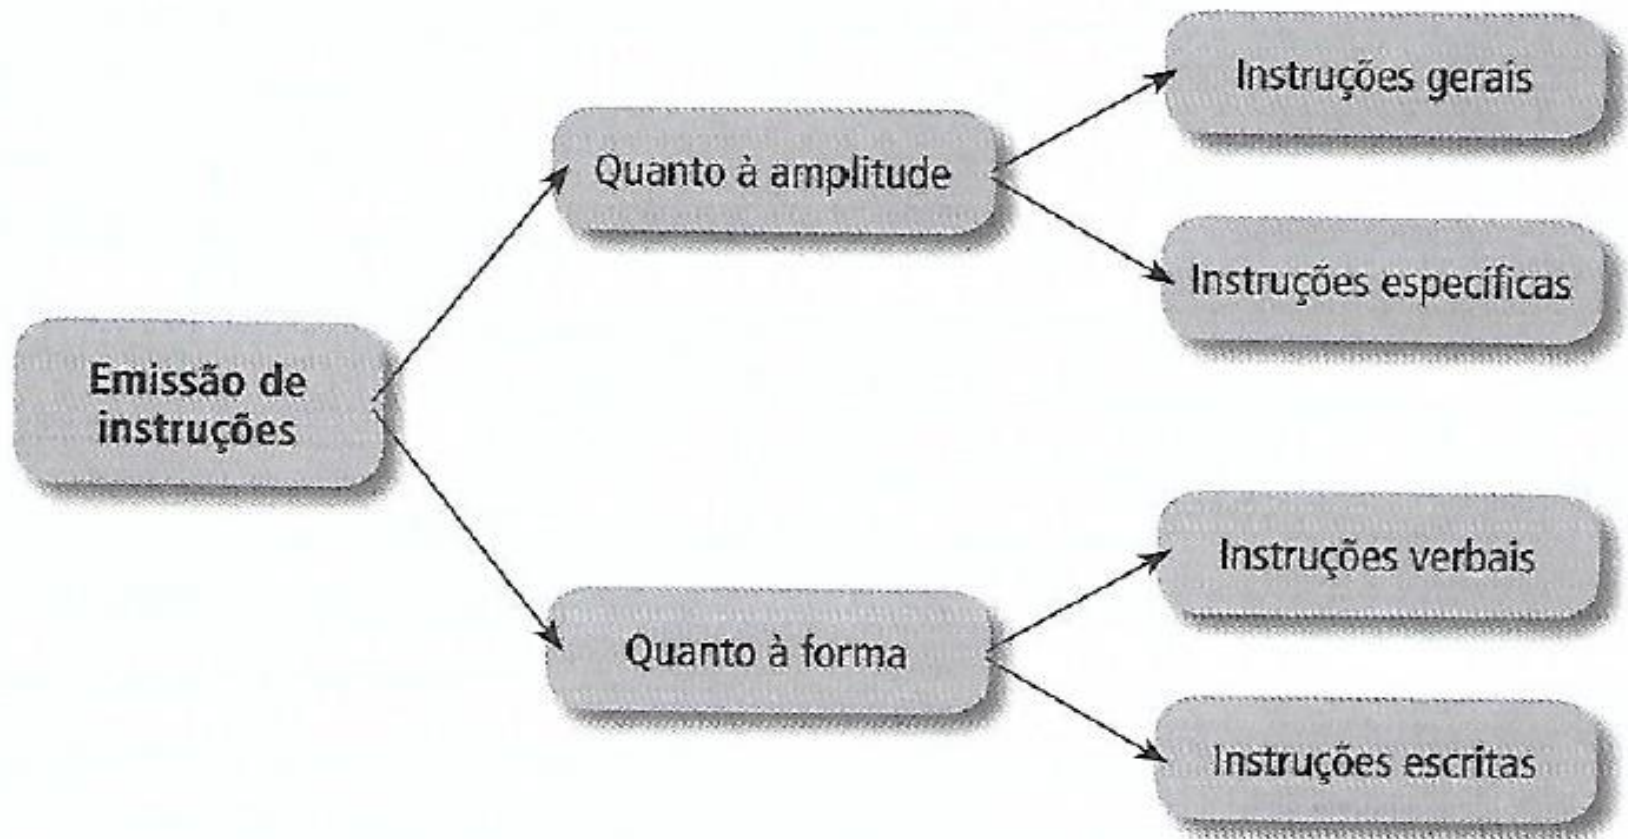 Emissão de
instruções
Quanto à amplitude
Instruções gerais
Instruções específicas
Quanto à forma
Instruções verbais
Instruções escritas